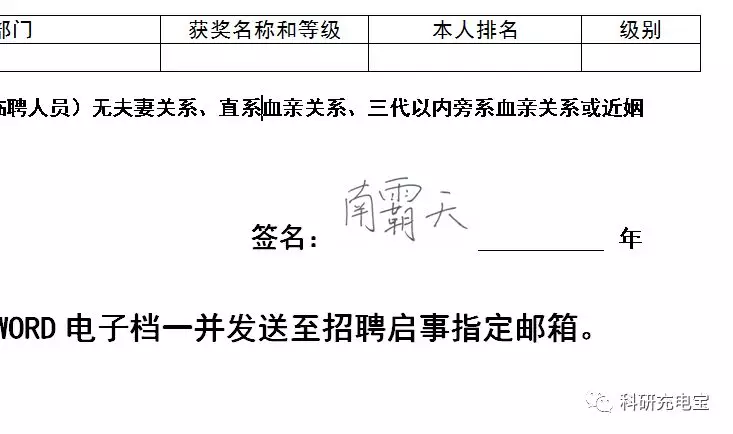 部门 获奖名称和等级 本人排名 级别
临聘人员）无夫妻关系、直系血亲关系、三代以内旁系血亲关系或近姻
签名：南霸天 年
WORD 电子档一并发送至招聘启事指定邮箱。
科研充电宝